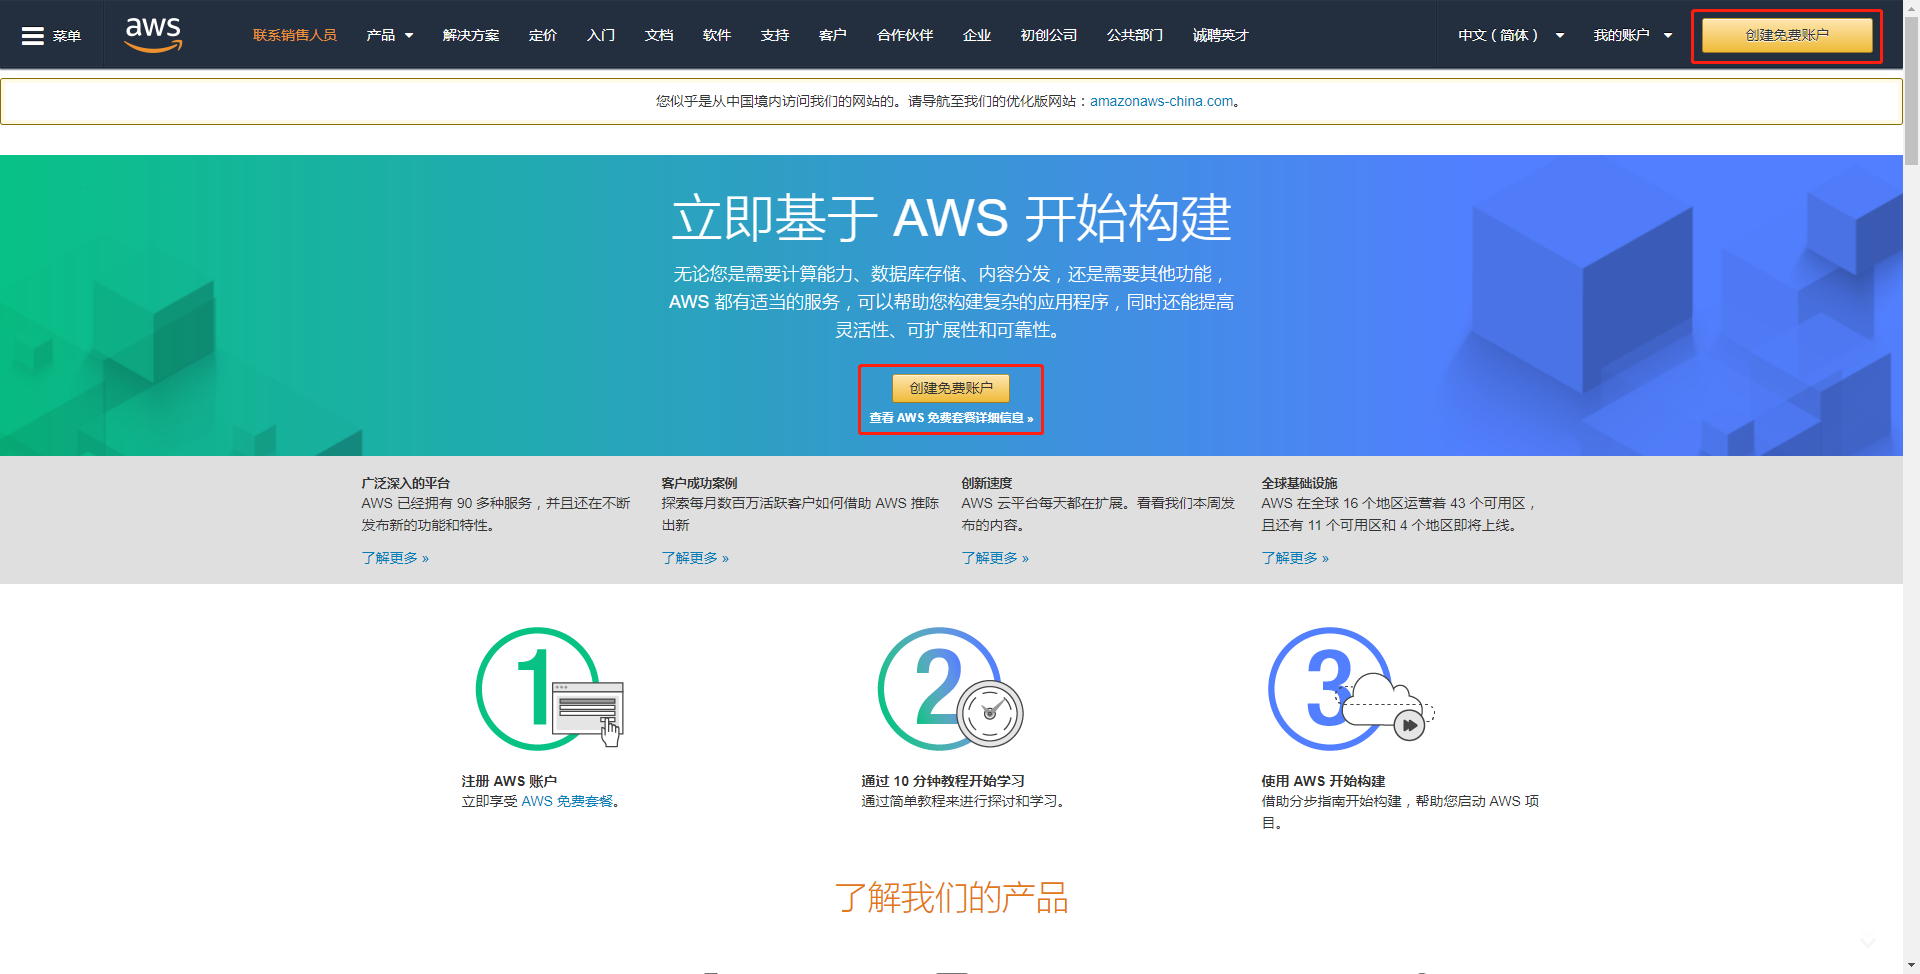 菜单
aws
联系销售人员 产品 解决方案 定价 入门 文档 软件 支持 客户 合作伙伴 企业 初创公司 公共部门 诚聘英才 中文 ( 简体 ) 我的账户 创建免费账户
您似乎是从中国境内访问我们的网站的。请导航至我们的优化版网站：amazonaws-china.com。
立即基于 AWS 开始构建
无论您是需要计算能力、数据库存储、内容分发，还是需要其他功能，
AWS 都有适当的服务，可以帮助您构建复杂的应用程序，同时还能提高
灵活性、可扩展性和可靠性。
创建免费账户
查看 AWS 免费套餐详细信息 »
广泛深入的平台
AWS 已经拥有 90 多种服务，并且还在不断
发布新的功能和特性。
了解更多 »
客户成功案例
探索每月数百万活跃客户如何借助 AWS 推陈
出新
了解更多 »
创新速度
AWS 云平台每天都在扩展。看看我们本周发
布的内容。
了解更多 »
全球基础设施
AWS 在全球 16 个地区运营着 43 个可用区，
且还有 11 个可用区和 4 个地区即将上线。
了解更多 »
1
注册 AWS 账户
立即享受 AWS 免费套餐。
2
通过 10 分钟教程开始学习
通过简单教程来进行探讨和学习。
3
使用 AWS 开始构建
借助分步指南开始构建，帮助您启动 AWS 项
目。
了解我们的产品